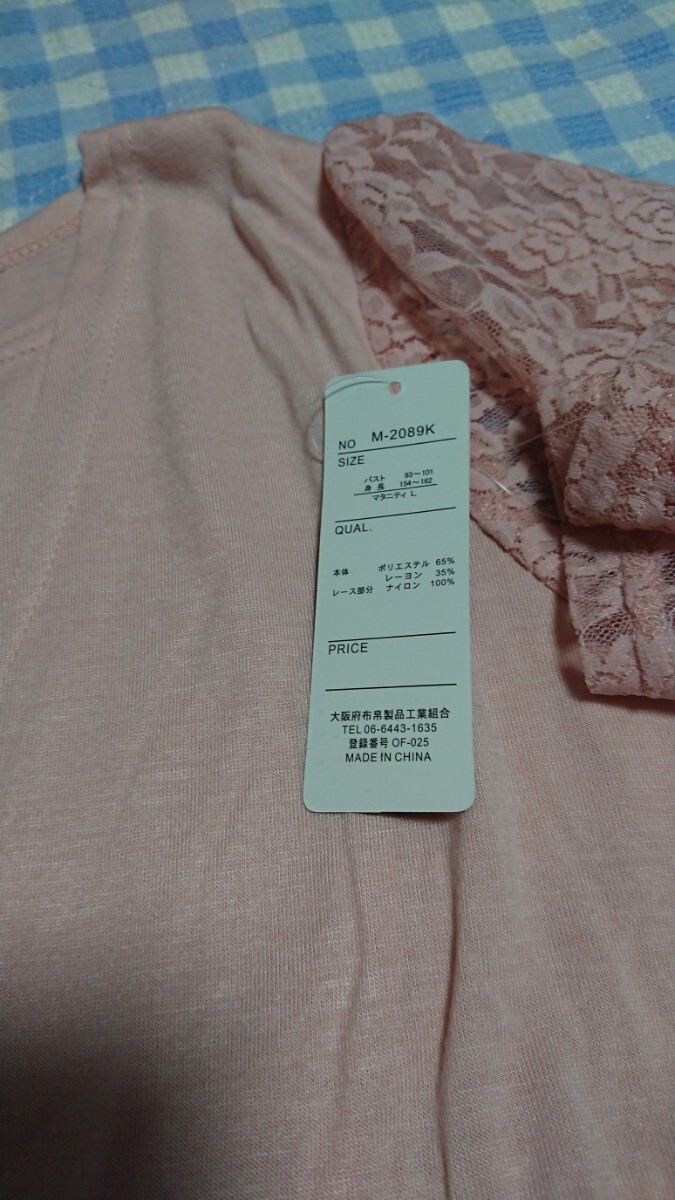 NO M-2089K
SIZE
バスト 93〜101
身長 154〜162
マタニティ L
QUAL.
本体 ポリエステル 65%
レーヨン 35%
レース部分 ナイロン 100%
PRICE
大阪府布帛製品工業組合
TEL 06-6443-1635
登録番号 OF-025
MADE IN CHINA